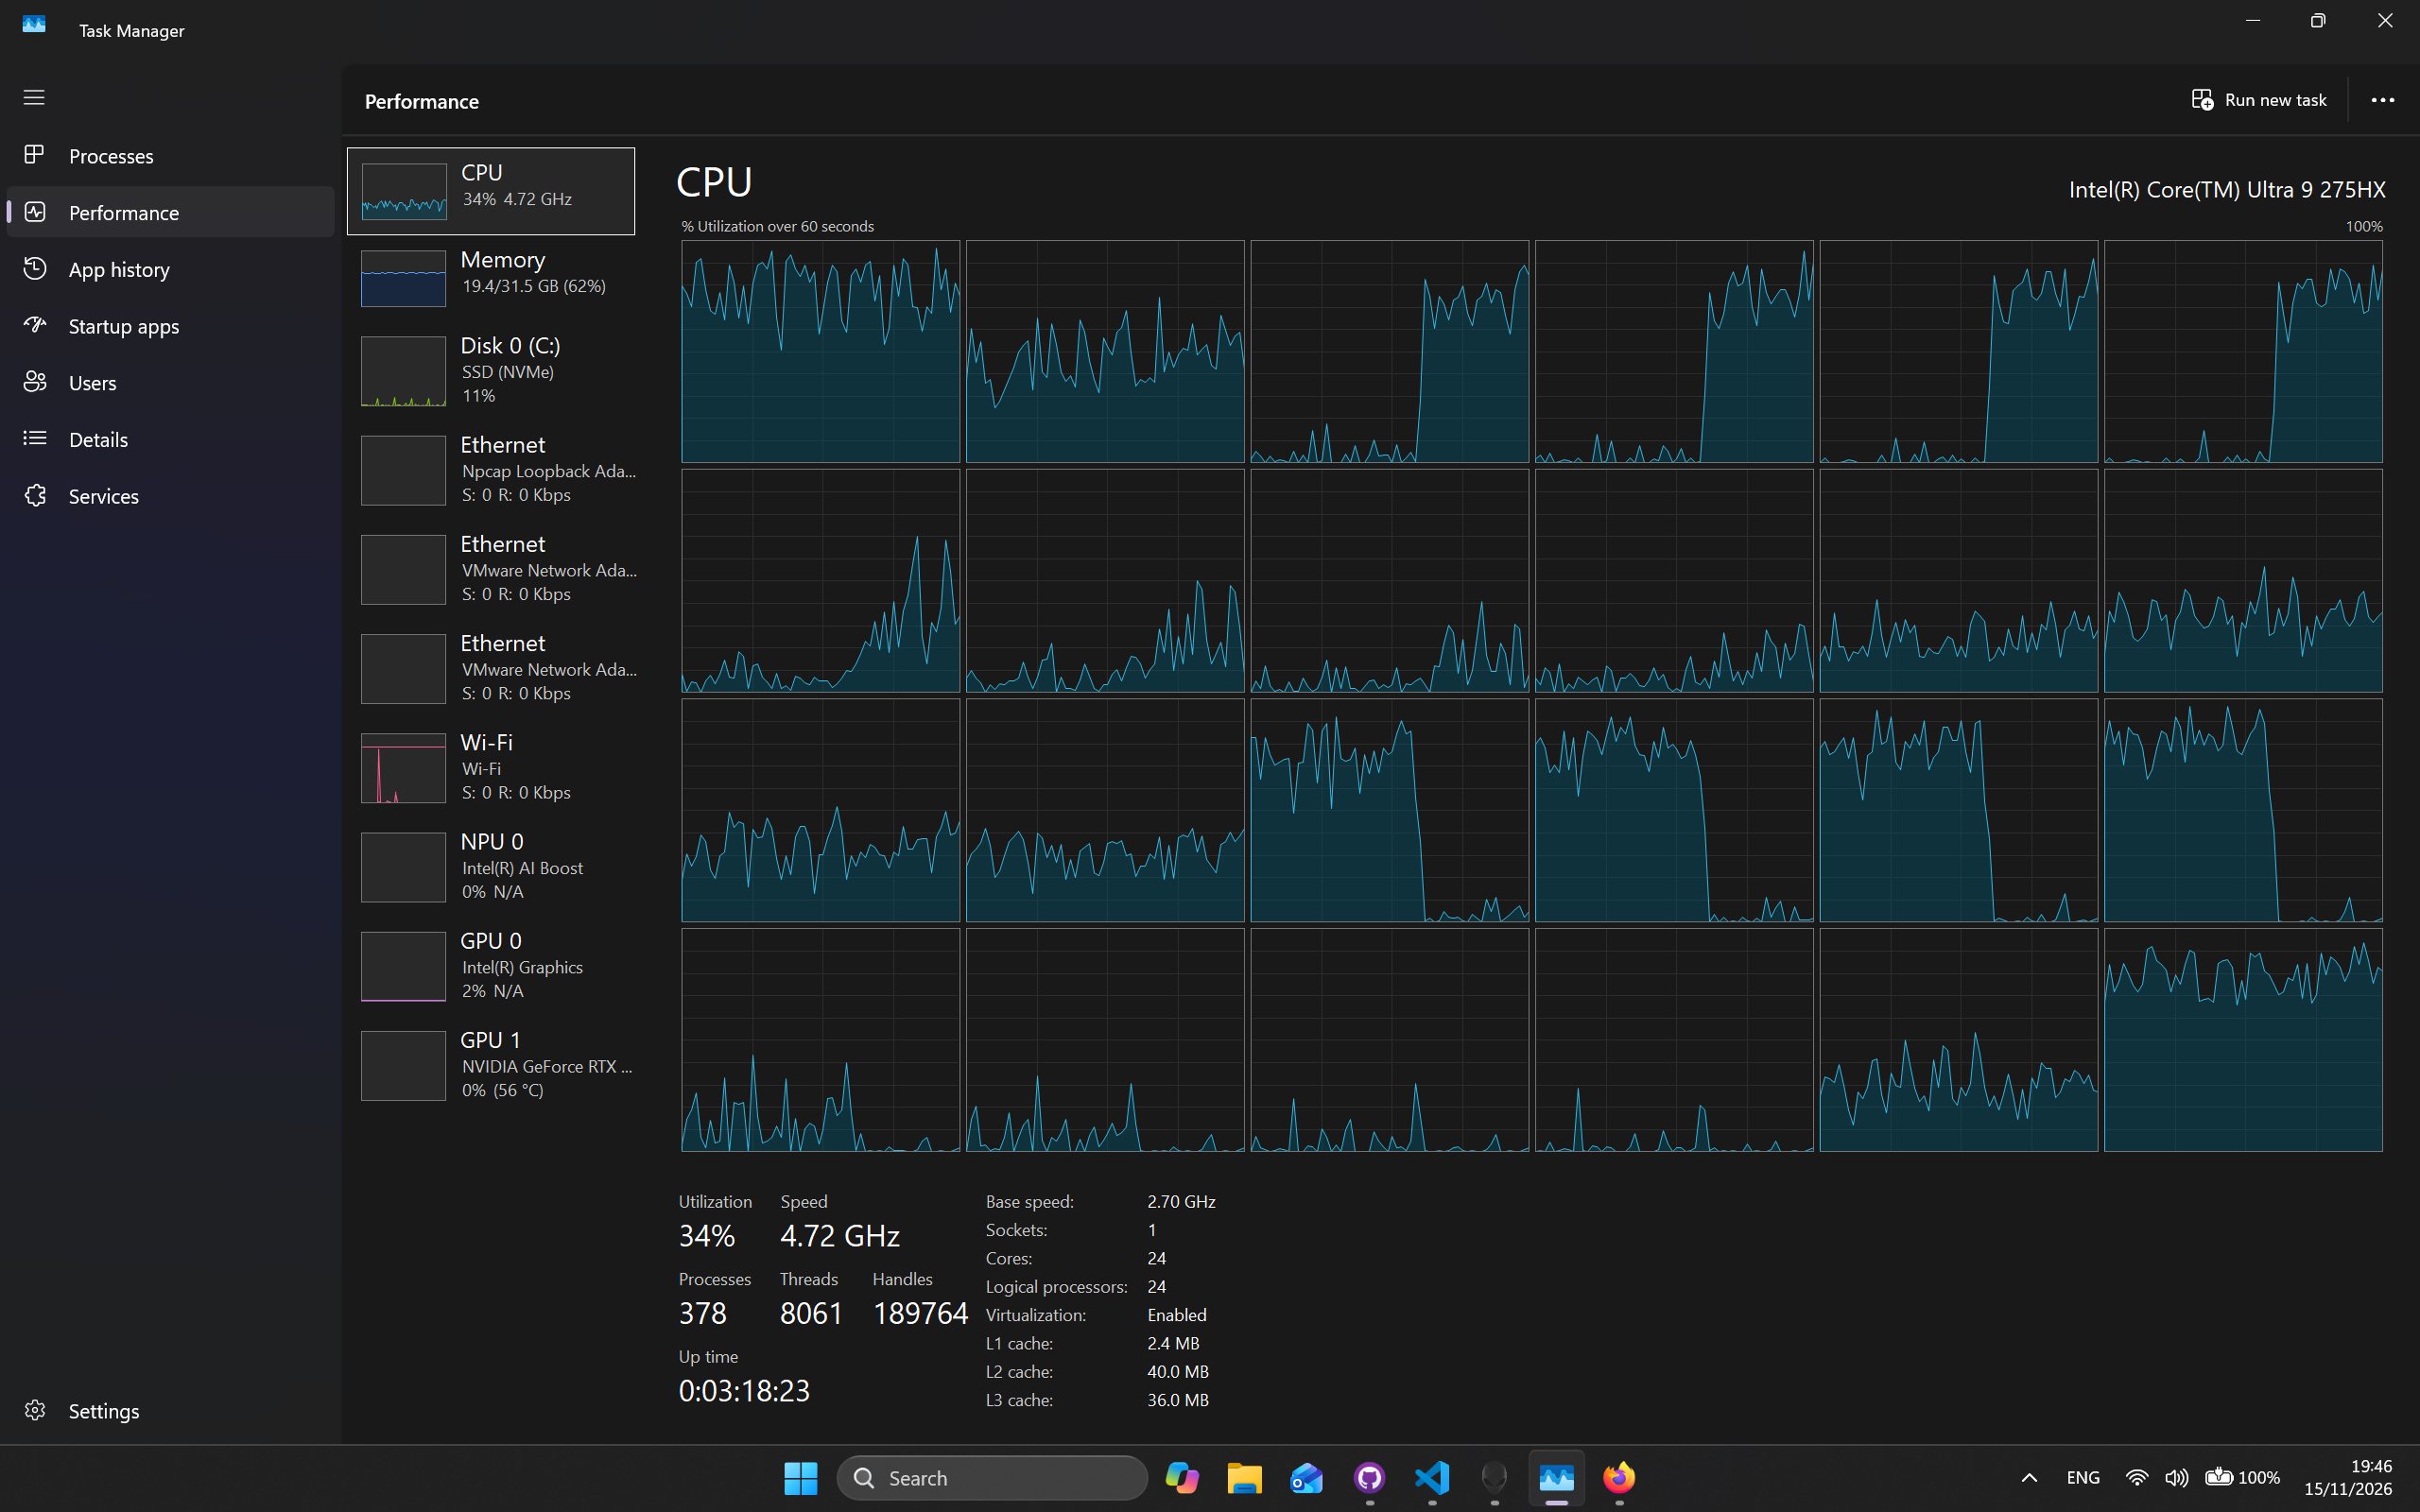 Task Manager
Processes
Performance
App history
Startup apps
Users
Details
Services
Settings
Performance
Run new task
CPU
34% 4.72 GHz
Memory
19.4/31.5 GB (62%)
Disk 0 (C:)
SSD (NVMe)
11%
Ethernet
Npcap Loopback Ada...
S: 0 R: 0 Kbps
Ethernet
VMware Network Ada...
S: 0 R: 0 Kbps
Ethernet
VMware Network Ada...
S: 0 R: 0 Kbps
Wi-Fi
Wi-Fi
S: 0 R: 0 Kbps
NPU 0
Intel(R) AI Boost
0% N/A
GPU 0
Intel(R) Graphics
2% N/A
GPU 1
NVIDIA GeForce RTX ...
0% (56 °C)
CPU
Intel(R) Core(TM) Ultra 9 275HX
% Utilization over 60 seconds
100%
Utilization Speed
34% 4.72 GHz
Processes Threads Handles
378 8061 189764
Up time
0:03:18:23
Base speed: 2.70 GHz
Sockets: 1
Cores: 24
Logical processors: 24
Virtualization: Enabled
L1 cache: 2.4 MB
L2 cache: 40.0 MB
L3 cache: 36.0 MB
Search
ENG
100%
19:46
15/11/2026